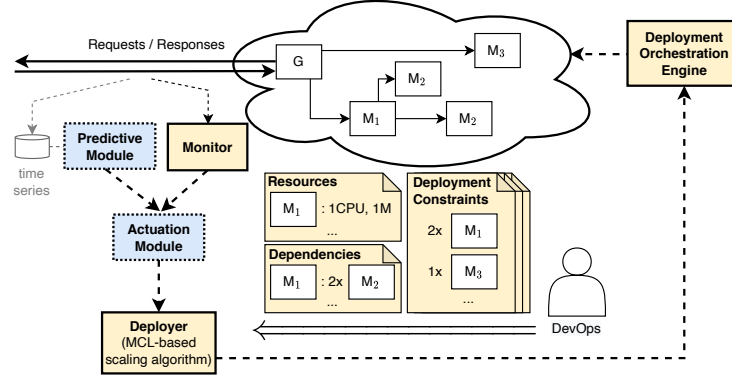 Requests / Responses
G
M₃
M₂
M₁
M₂
Deployment
Orchestration
Engine
time
series
Predictive
Module
Monitor
Actuation
Module
Deployer
(MCL-based
scaling algorithm)
Resources
M₁ : 1CPU, 1M
...
Dependencies
M₁ : 2x M₂
...
Deployment
Constraints
2x M₁
1x M₃
...
DevOps